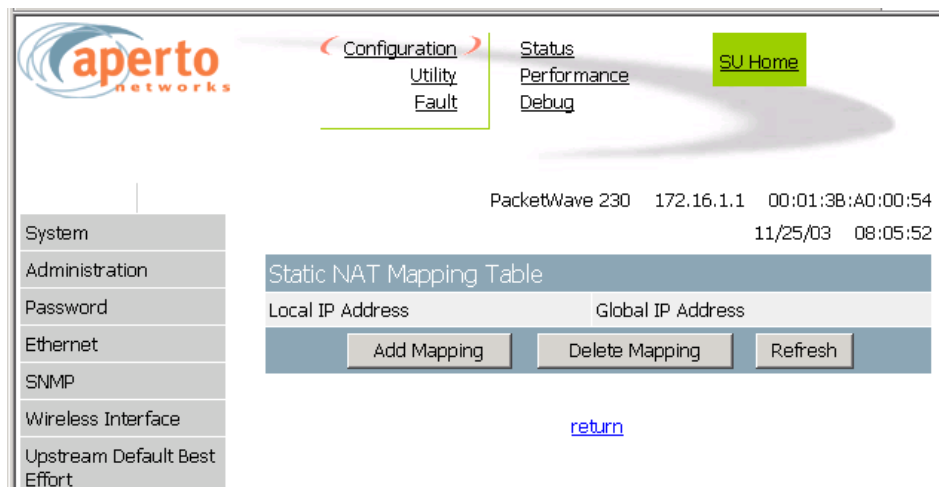 aperto
networks
Configuration
Utility
Fault
Status
Performance
Debug
SU Home
PacketWave 230 172.16.1.1 00:01:3B:A0:00:54
11/25/03 08:05:52
System
Administration
Password
Ethernet
SNMP
Wireless Interface
Upstream Default Best
Effort
Static NAT Mapping Table
Local IP Address Global IP Address
Add Mapping Delete Mapping Refresh
return